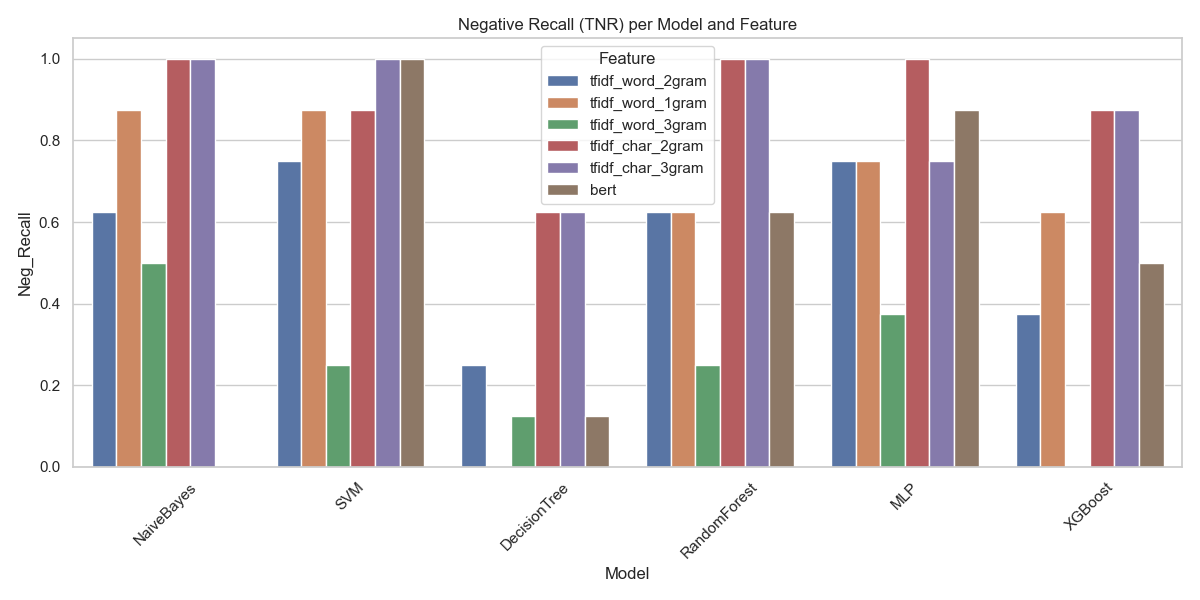 Negative Recall (TNR) per Model and Feature
Feature
tfidf_word_2gram
tfidf_word_1gram
tfidf_word_3gram
tfidf_char_2gram
tfidf_char_3gram
bert
Neg_Recall
1.0
0.8
0.6
0.4
0.2
0.0
NaiveBayes
SVM
DecisionTree
RandomForest
MLP
XGBoost
Model